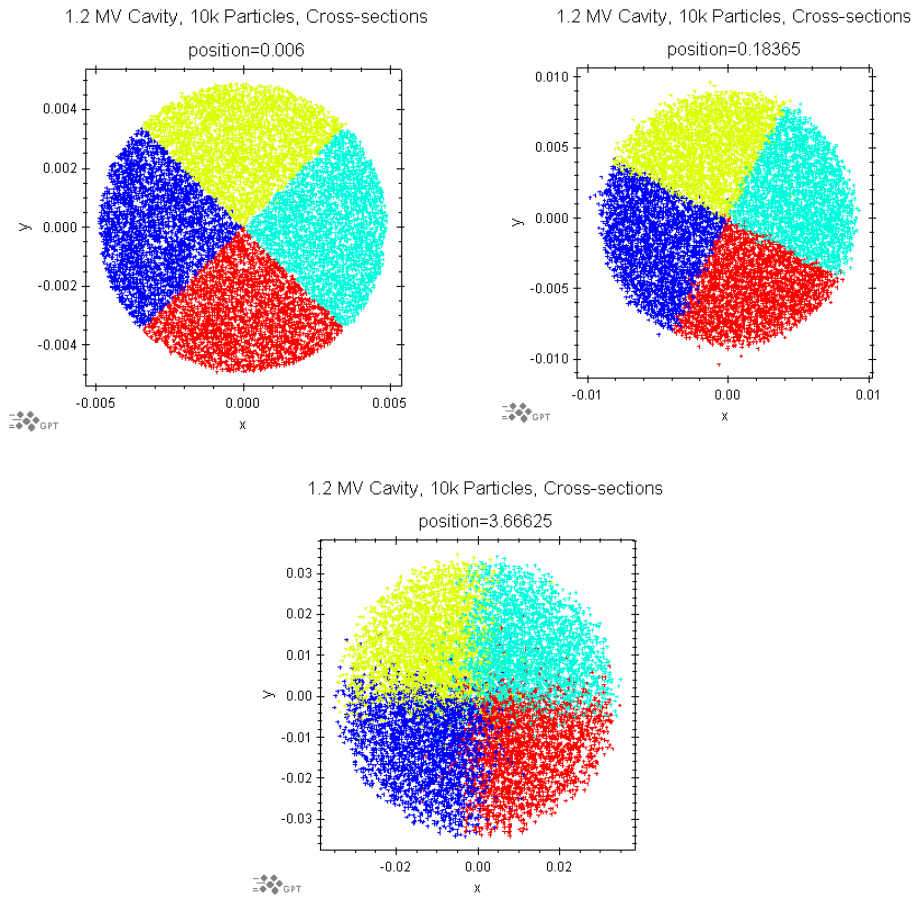 1.2 MV Cavity, 10k Particles, Cross-sections
position=0.006
0.004
0.002
0.000
-0.002
-0.004
y
-0.005 0.000 0.005
x
GPT
1.2 MV Cavity, 10k Particles, Cross-sections
position=0.18365
0.010
0.005
0.000
-0.005
-0.010
y
-0.01 0.00 0.01
x
GPT
1.2 MV Cavity, 10k Particles, Cross-sections
position=3.66625
0.03
0.02
0.01
0.00
-0.01
-0.02
-0.03
y
-0.02 0.00 0.02
x
GPT